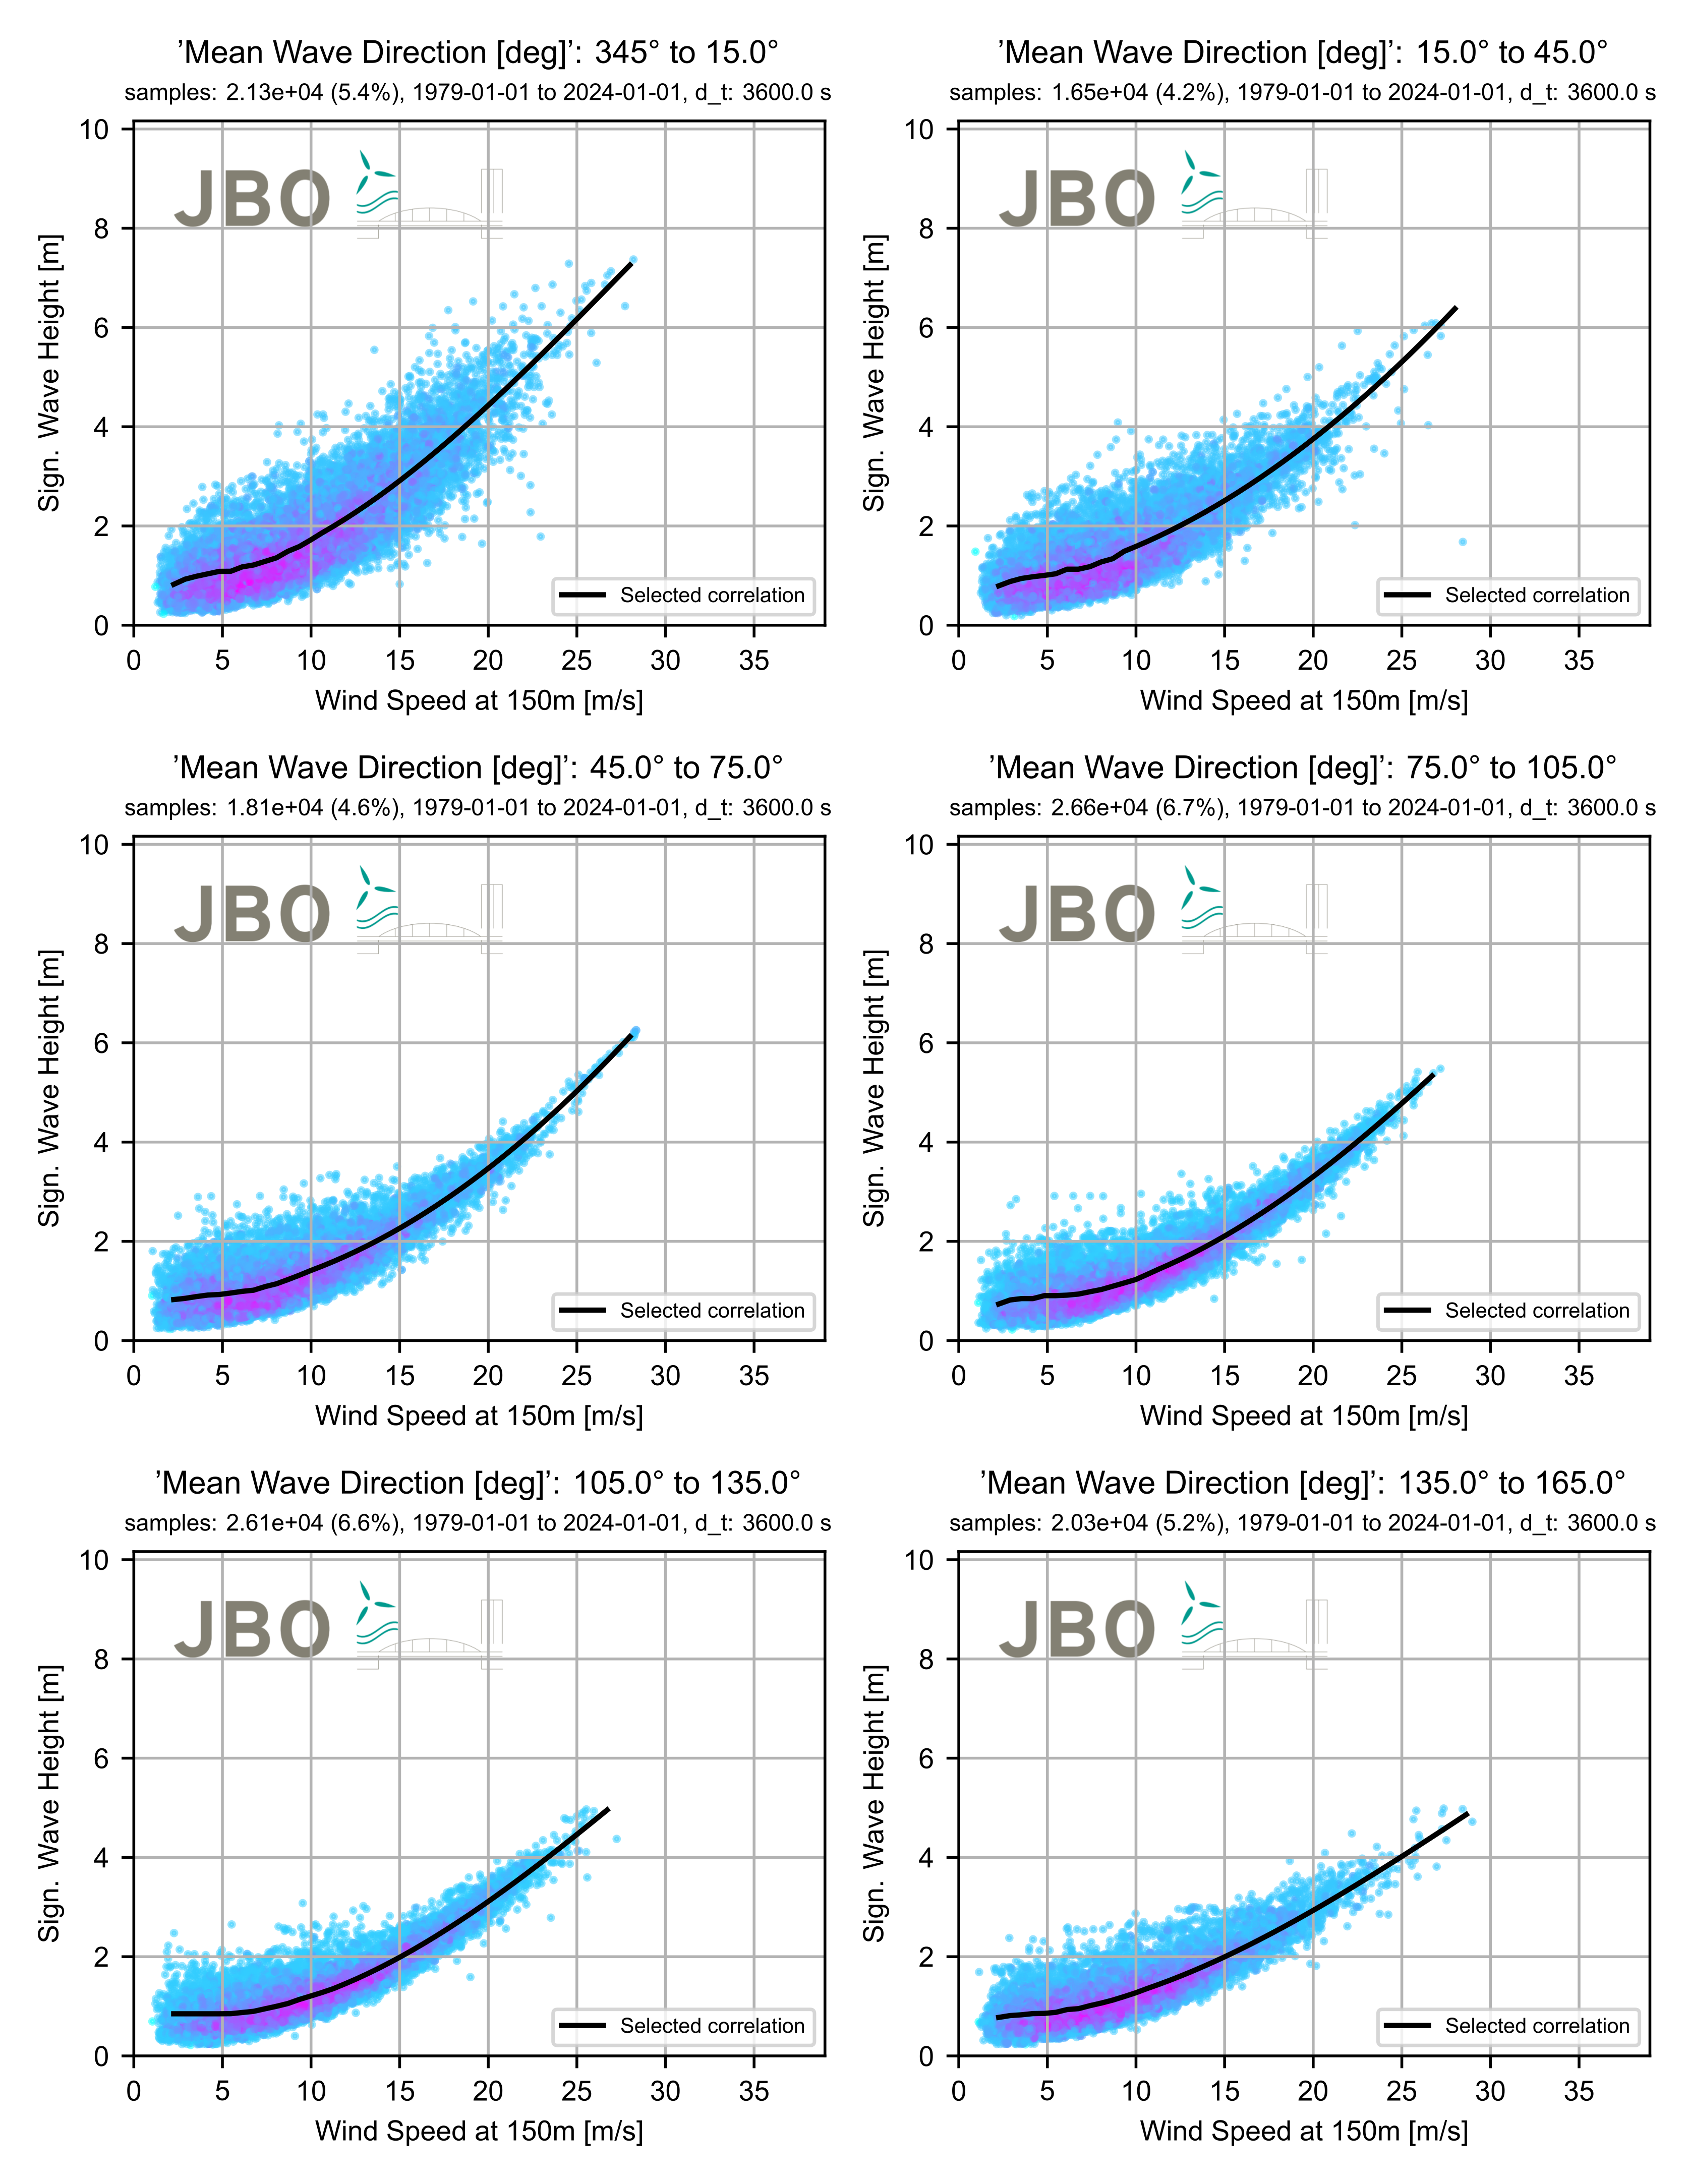 'Mean Wave Direction [deg]': 345° to 15.0°
samples: 2.13e+04 (5.4%), 1979-01-01 to 2024-01-01, d_t: 3600.0 s
10
8
6
4
2
0
Sign. Wave Height [m]
JBO
Selected correlation
0 5 10 15 20 25 30 35
Wind Speed at 150m [m/s]
'Mean Wave Direction [deg]': 15.0° to 45.0°
samples: 1.65e+04 (4.2%), 1979-01-01 to 2024-01-01, d_t: 3600.0 s
10
8
6
4
2
0
Sign. Wave Height [m]
JBO
Selected correlation
0 5 10 15 20 25 30 35
Wind Speed at 150m [m/s]
'Mean Wave Direction [deg]': 45.0° to 75.0°
samples: 1.81e+04 (4.6%), 1979-01-01 to 2024-01-01, d_t: 3600.0 s
10
8
6
4
2
0
Sign. Wave Height [m]
JBO
Selected correlation
0 5 10 15 20 25 30 35
Wind Speed at 150m [m/s]
'Mean Wave Direction [deg]': 75.0° to 105.0°
samples: 2.66e+04 (6.7%), 1979-01-01 to 2024-01-01, d_t: 3600.0 s
10
8
6
4
2
0
Sign. Wave Height [m]
JBO
Selected correlation
0 5 10 15 20 25 30 35
Wind Speed at 150m [m/s]
'Mean Wave Direction [deg]': 105.0° to 135.0°
samples: 2.61e+04 (6.6%), 1979-01-01 to 2024-01-01, d_t: 3600.0 s
10
8
6
4
2
0
Sign. Wave Height [m]
JBO
Selected correlation
0 5 10 15 20 25 30 35
Wind Speed at 150m [m/s]
'Mean Wave Direction [deg]': 135.0° to 165.0°
samples: 2.03e+04 (5.2%), 1979-01-01 to 2024-01-01, d_t: 3600.0 s
10
8
6
4
2
0
Sign. Wave Height [m]
JBO
Selected correlation
0 5 10 15 20 25 30 35
Wind Speed at 150m [m/s]